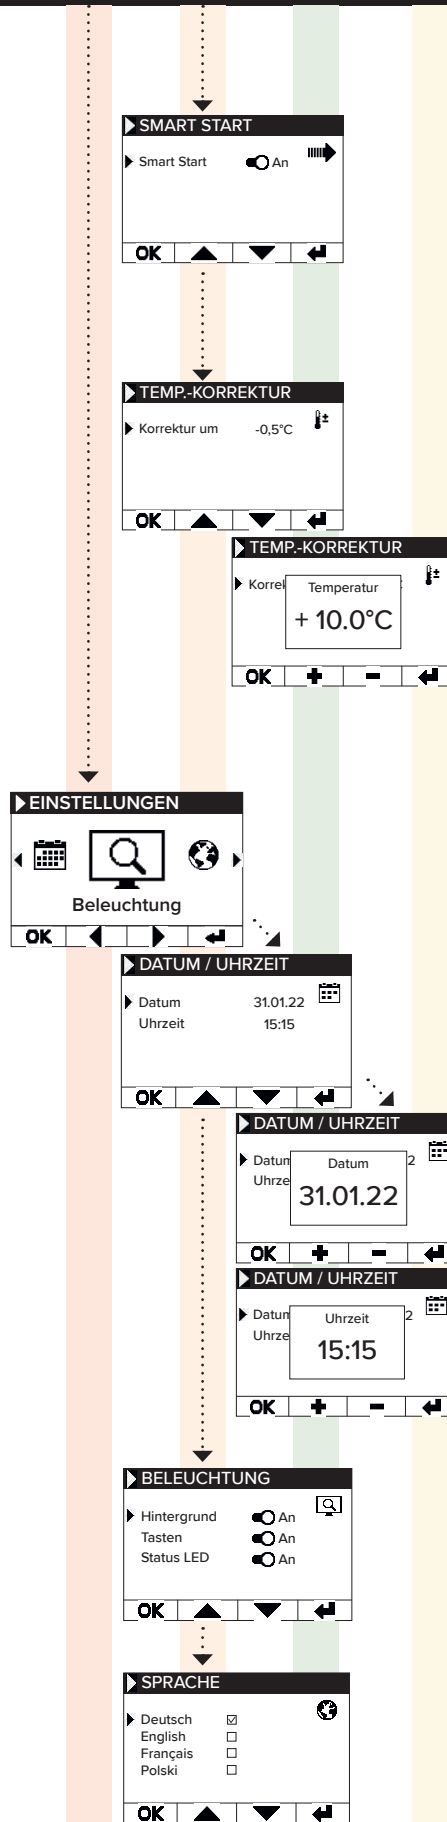 SMART START
Smart Start An
OK
TEMP.-KORREKTUR
Korrektur um -0,5°C
OK
TEMP.-KORREKTUR
Korrek
Temperatur
+ 10.0°C
OK
EINSTELLUNGEN
Beleuchtung
OK
DATUM / UHRZEIT
Datum 31.01.22
Uhrzeit 15:15
OK
DATUM / UHRZEIT
Datum 2
Uhrze
Datum
31.01.22
OK
DATUM / UHRZEIT
Datum 2
Uhrze
Uhrzeit
15:15
OK
BELEUCHTUNG
Hintergrund An
Tasten An
Status LED An
OK
SPRACHE
Deutsch
English
Français
Polski
OK